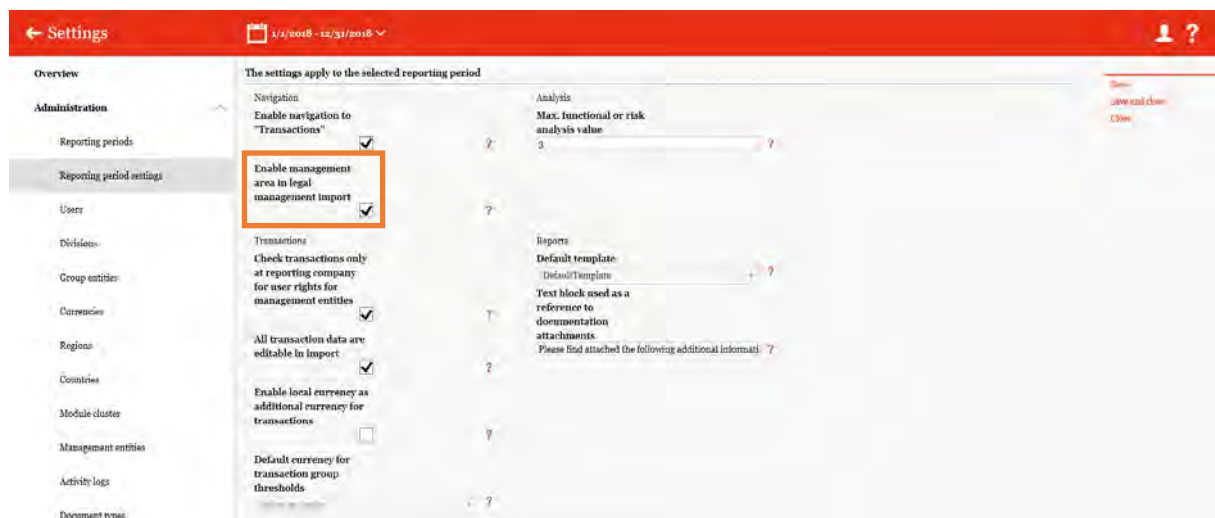 Settings
1/1/2018 - 12/31/2018
?
Overview
Administration
Reporting periods
Reporting period settings
Users
Divisions
Group entities
Currencies
Regions
Countries
Module cluster
Management entities
Activity logs
Document types
The settings apply to the selected reporting period
Navigation
Enable navigation to
"Transactions"
?
Enable management
area in legal
management import
?
Transactions
Check transactions only
at reporting company
for user rights for
management entities
?
All transaction data are
editable in import
?
Enable local currency as
additional currency for
transactions
?
Default currency for
transaction group
thresholds
?
Analysis
Max. functional or risk
analysis value
3 ?
Reports
Default template
DefaultTemplate ?
Text block used as a
reference to
documentation
attachments
Please find attached the following additional informati ?
Save
Save and close
Close